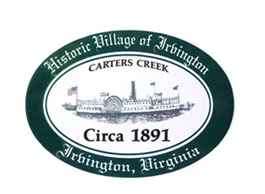 Historic Village of Irvington
CARTERS CREEK
Circa 1891
Irvington, Virginia